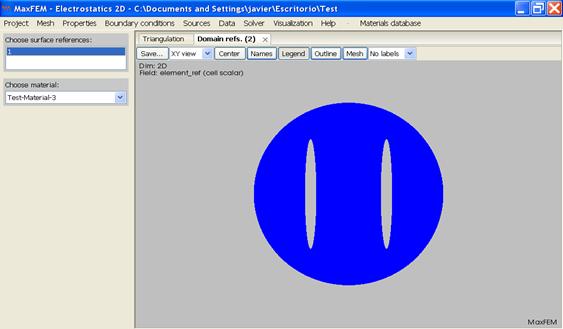 MaxFEM - Electrostatics 2D - C:\Documents and Settings\javier\Escritorio\Test
Project Mesh Properties Boundary conditions Sources Data Solver Visualization Help Materials database
Choose surface references:
1
Choose material:
Test-Material-3
Triangulation Domain refs. (2)
Save... XY view Center Names Legend Outline Mesh No labels
Dim: 2D
Field: element_ref (cell scalar)
MaxFEM